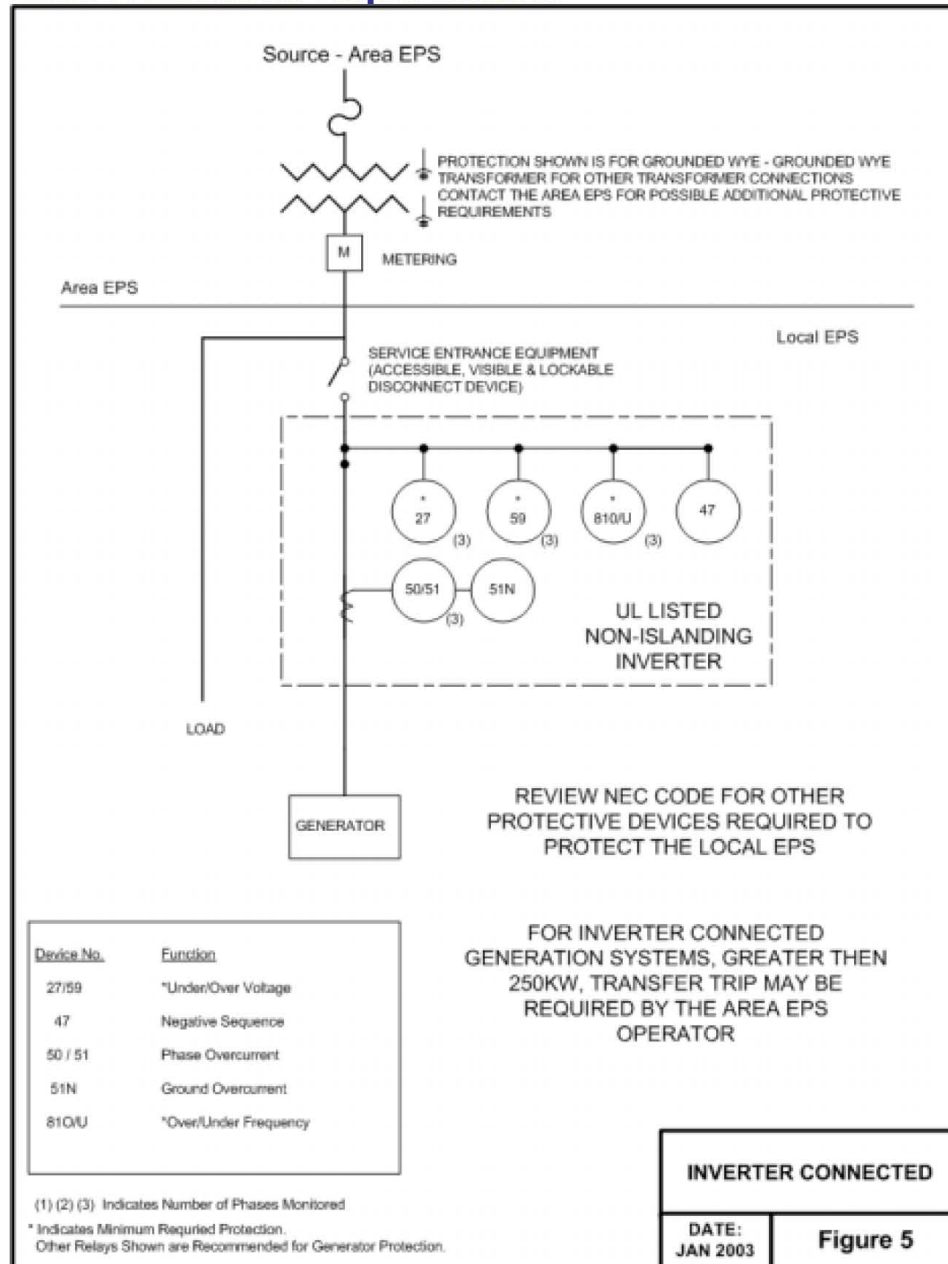 Source - Area EPS
PROTECTION SHOWN IS FOR GROUNDED WYE - GROUNDED WYE
TRANSFORMER FOR OTHER TRANSFORMER CONNECTIONS
CONTACT THE AREA EPS FOR POSSIBLE ADDITIONAL PROTECTIVE
REQUIREMENTS
M
METERING
Area EPS
Local EPS
SERVICE ENTRANCE EQUIPMENT
(ACCESSIBLE, VISIBLE & LOCKABLE
DISCONNECT DEVICE)
* 27 (3)
* 59 (3)
* 81O/U (3)
47
50/51 (3)
51N
UL LISTED
NON-ISLANDING
INVERTER
LOAD
GENERATOR
REVIEW NEC CODE FOR OTHER
PROTECTIVE DEVICES REQUIRED TO
PROTECT THE LOCAL EPS
FOR INVERTER CONNECTED
GENERATION SYSTEMS, GREATER THEN
250KW, TRANSFER TRIP MAY BE
REQUIRED BY THE AREA EPS
OPERATOR
Device No. Function
27/59 *Under/Over Voltage
47 Negative Sequence
50 / 51 Phase Overcurrent
51N Ground Overcurrent
81O/U *Over/Under Frequency
(1) (2) (3) Indicates Number of Phases Monitored
* Indicates Minimum Requried Protection.
Other Relays Shown are Recommended for Generator Protection.
INVERTER CONNECTED
DATE:
JAN 2003
Figure 5